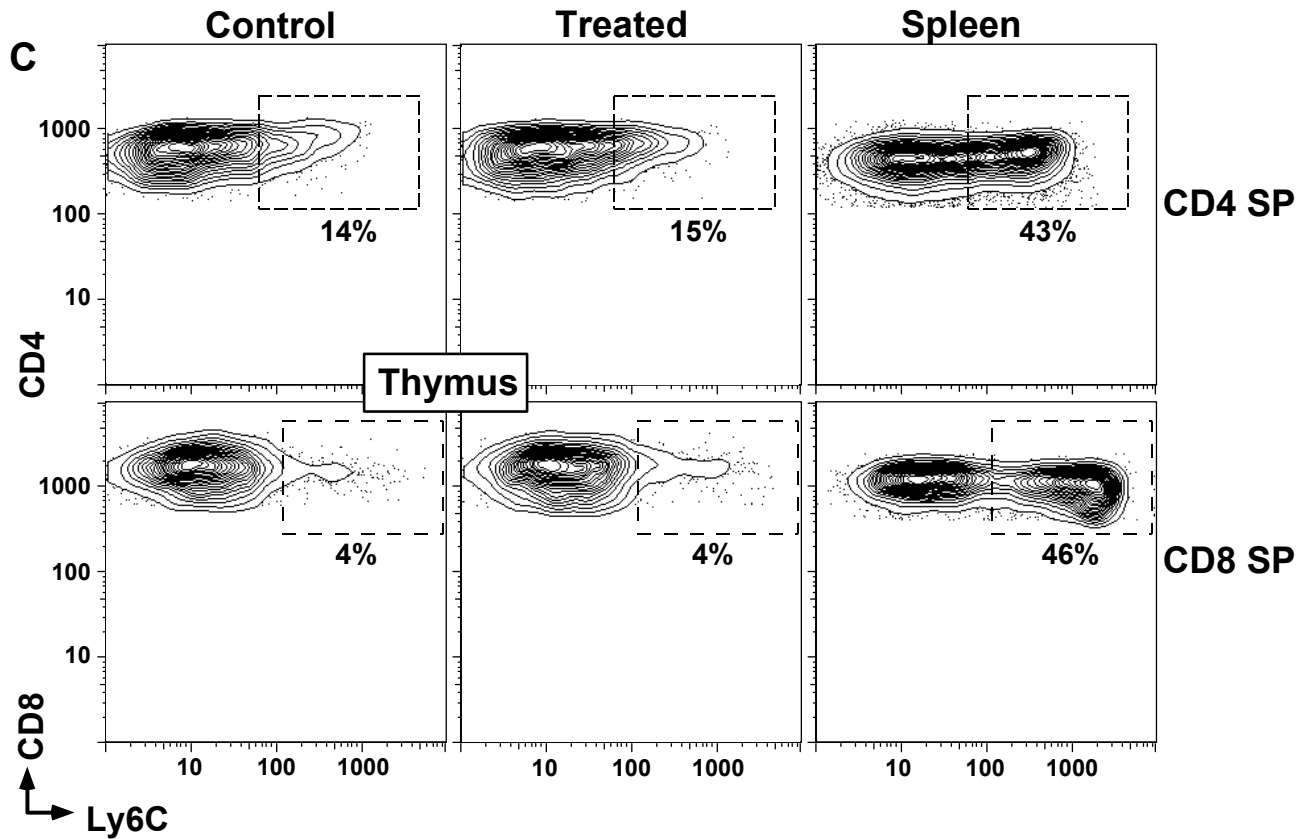 Control Treated Spleen
C
1000
100
10
14% 15% 43%
CD4 SP
CD4
Thymus
1000
100
10
4% 4% 46%
CD8 SP
CD8
10 100 1000 10 100 1000 10 100 1000
Ly6C